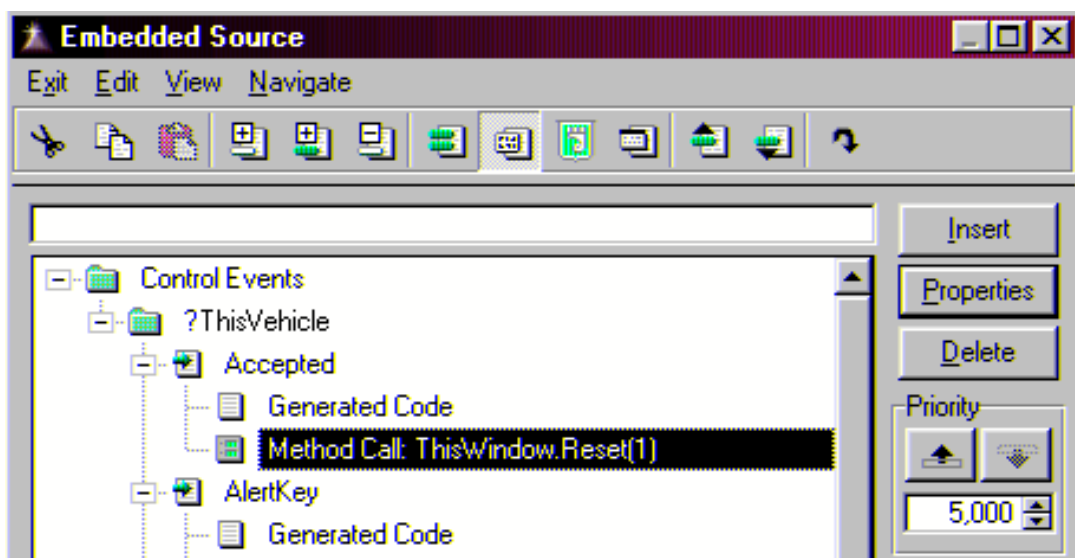 Embedded Source
Exit Edit View Navigate
Insert
Control Events
Properties
?ThisVehicle
Delete
Accepted
Generated Code
Priority
Method Call: ThisWindow.Reset(1)
AlertKey
5,000
Generated Code